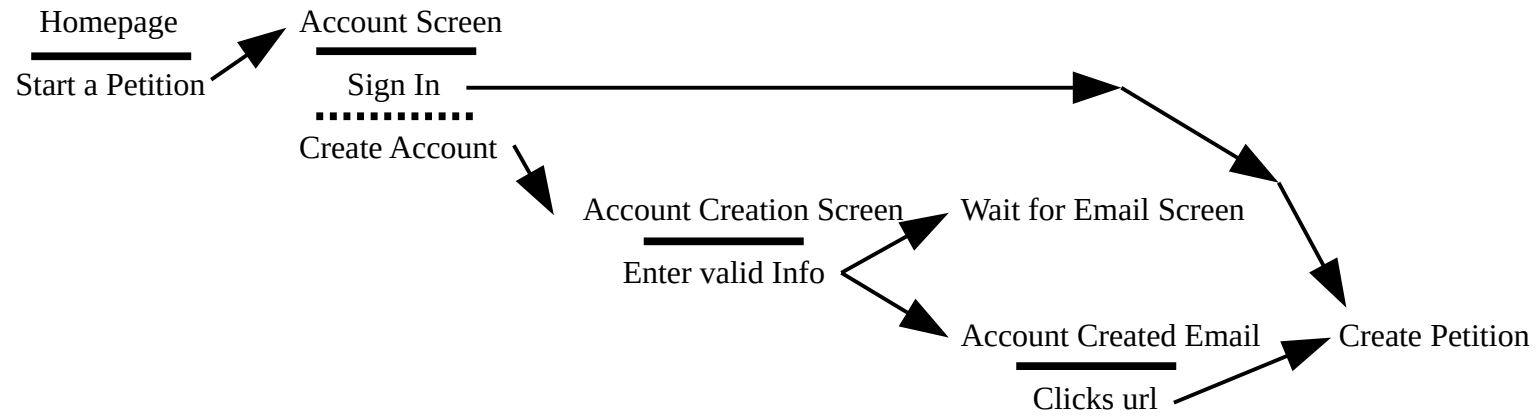 Homepage
Start a Petition
Account Screen
Sign In
Create Account
Account Creation Screen
Enter valid Info
Wait for Email Screen
Account Created Email
Clicks url
Create Petition